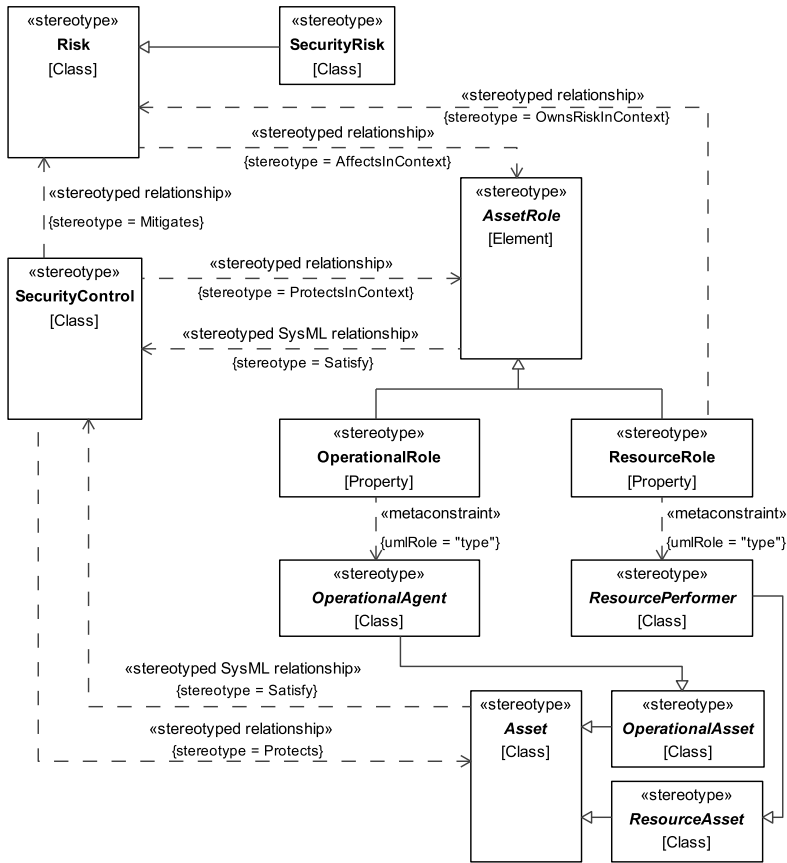 «stereotype»
Risk
[Class]
«stereotype»
SecurityRisk
[Class]
«stereotyped relationship»
{stereotype = OwnsRiskInContext}
«stereotyped relationship»
{stereotype = AffectsInContext}
«stereotyped relationship»
{stereotype = Mitigates}
«stereotype»
AssetRole
[Element]
«stereotype»
SecurityControl
[Class]
«stereotyped relationship»
{stereotype = ProtectsInContext}
«stereotyped SysML relationship»
{stereotype = Satisfy}
«stereotype»
OperationalRole
[Property]
«stereotype»
ResourceRole
[Property]
«metaconstraint»
{umlRole = "type"}
«metaconstraint»
{umlRole = "type"}
«stereotype»
OperationalAgent
[Class]
«stereotype»
ResourcePerformer
[Class]
«stereotyped SysML relationship»
{stereotype = Satisfy}
«stereotyped relationship»
{stereotype = Protects}
«stereotype»
Asset
[Class]
«stereotype»
OperationalAsset
[Class]
«stereotype»
ResourceAsset
[Class]